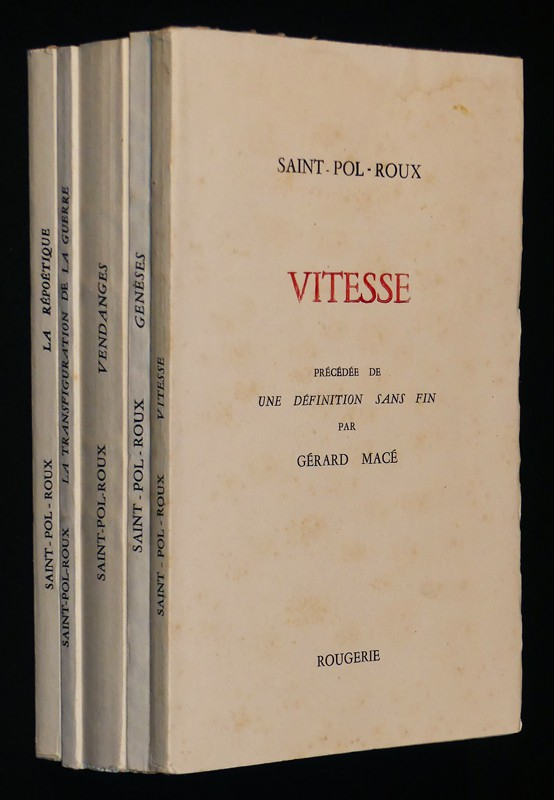 SAINT-POL-ROUX LA RÉPOÉTIQUE
SAINT-POL-ROUX LA TRANSFIGURATION DE LA GUERRE
SAINT-POL-ROUX VENDANGES
SAINT-POL-ROUX GENÈSES
SAINT-POL-ROUX VITESSE
SAINT-POL-ROUX
VITESSE
PRÉCÉDÉE DE
UNE DÉFINITION SANS FIN
PAR
GÉRARD MACÉ
ROUGERIE